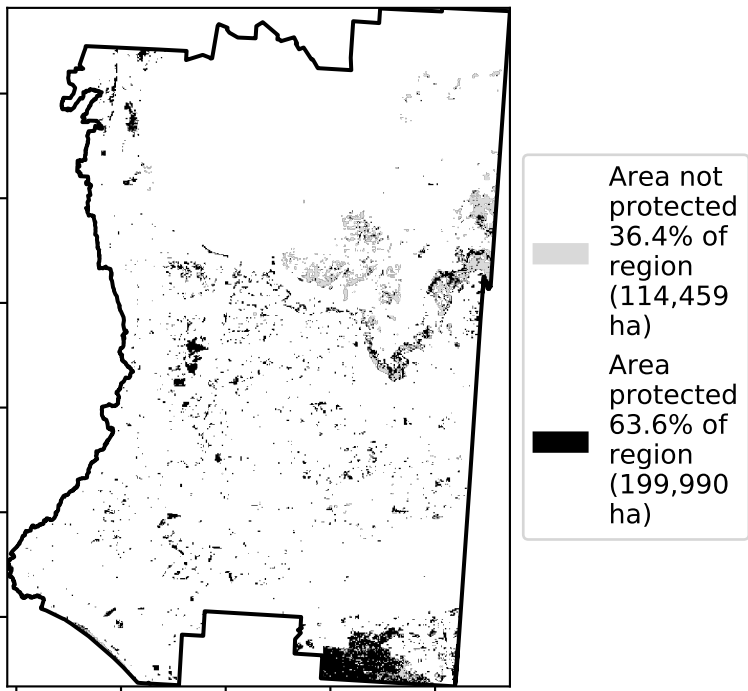 Area not
protected
36.4% of
region
(114,459
ha)
Area
protected
63.6% of
region
(199,990
ha)